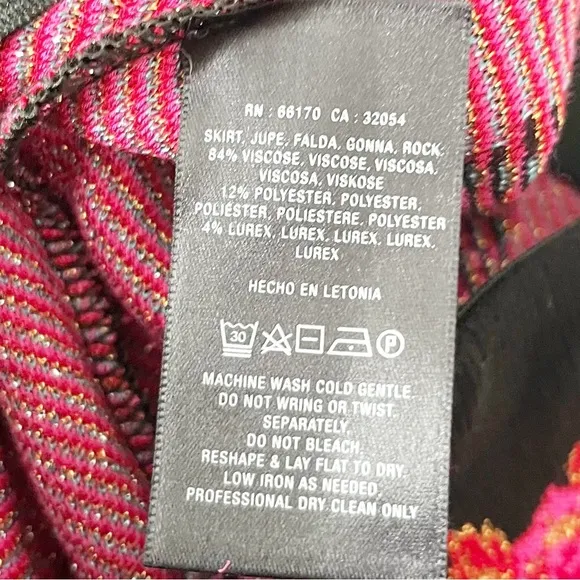 RN : 66170 CA : 32054
SKIRT, JUPE, FALDA, GONNA, ROCK
84% VISCOSE, VISCOSE, VISCOSA,
VISCOSA, VISKOSE
12% POLYESTER, POLYESTER,
POLIÉSTER, POLIESTERE, POLYESTER
4% LUREX, LUREX, LUREX, LUREX,
LUREX
HECHO EN LETONIA
30 P
MACHINE WASH COLD GENTLE.
DO NOT WRING OR TWIST.
SEPARATELY.
DO NOT BLEACH.
RESHAPE & LAY FLAT TO DRY.
LOW IRON AS NEEDED.
PROFESSIONAL DRY CLEAN ONLY